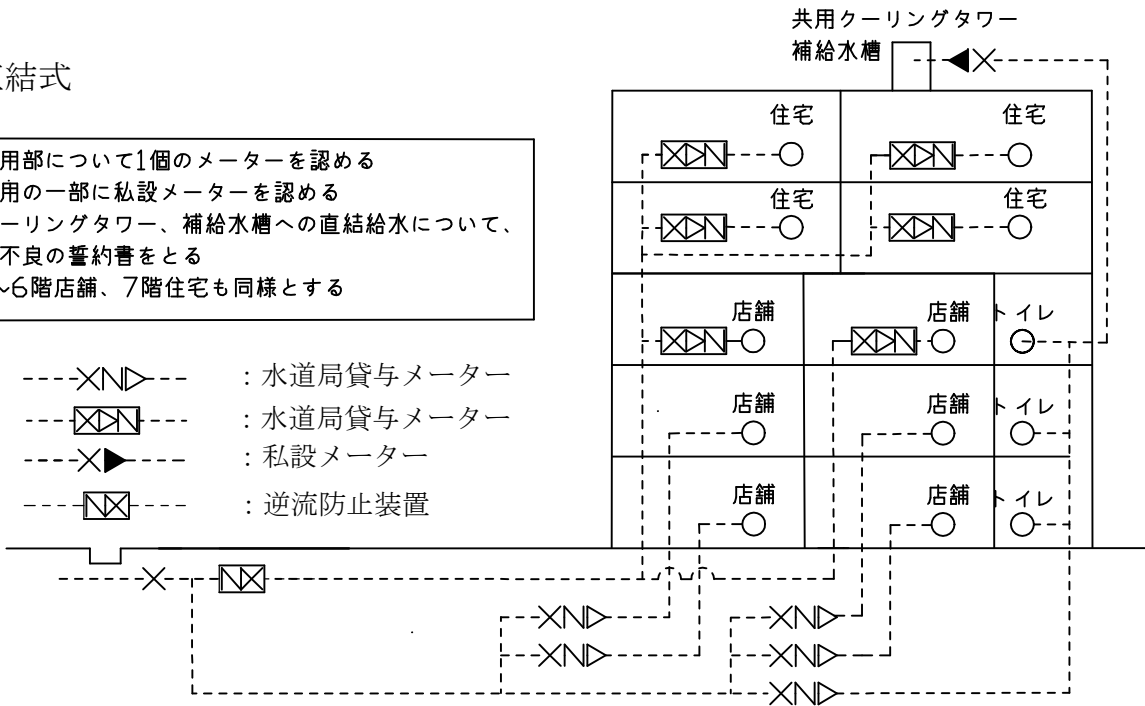 共用クーリングタワー
補給水槽
結式
用部について1個のメーターを認める
用の一部に私設メーターを認める
ーリングタワー、補給水槽への直結給水について、
不良の誓約書をとる
~6階店舗、7階住宅も同様とする
住宅
住宅
住宅
住宅
店舗
店舗
トイレ
:水道局貸与メーター
:水道局貸与メーター
:私設メーター
:逆流防止装置
店舗
店舗
トイレ
店舗
店舗
トイレ